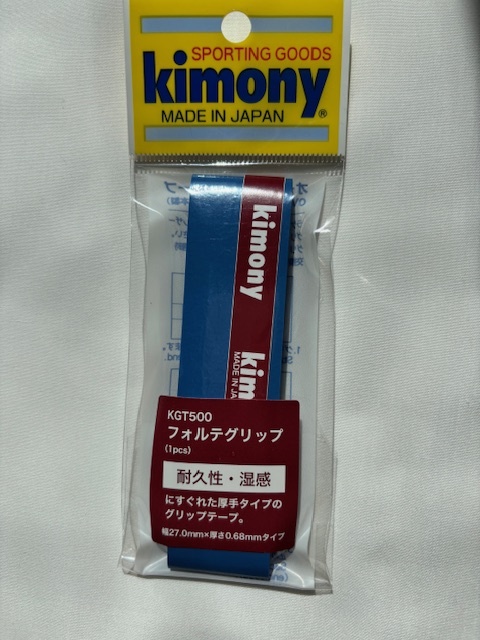 SPORTING GOODS
kimony®
MADE IN JAPAN
kimony
kimony
MADE IN JA
KGT500
フォルテグリップ
(1pcs)
耐久性・湿感
にすぐれた厚手タイプの
グリップテープ。
幅27.0mm×厚さ0.68mmタイプ